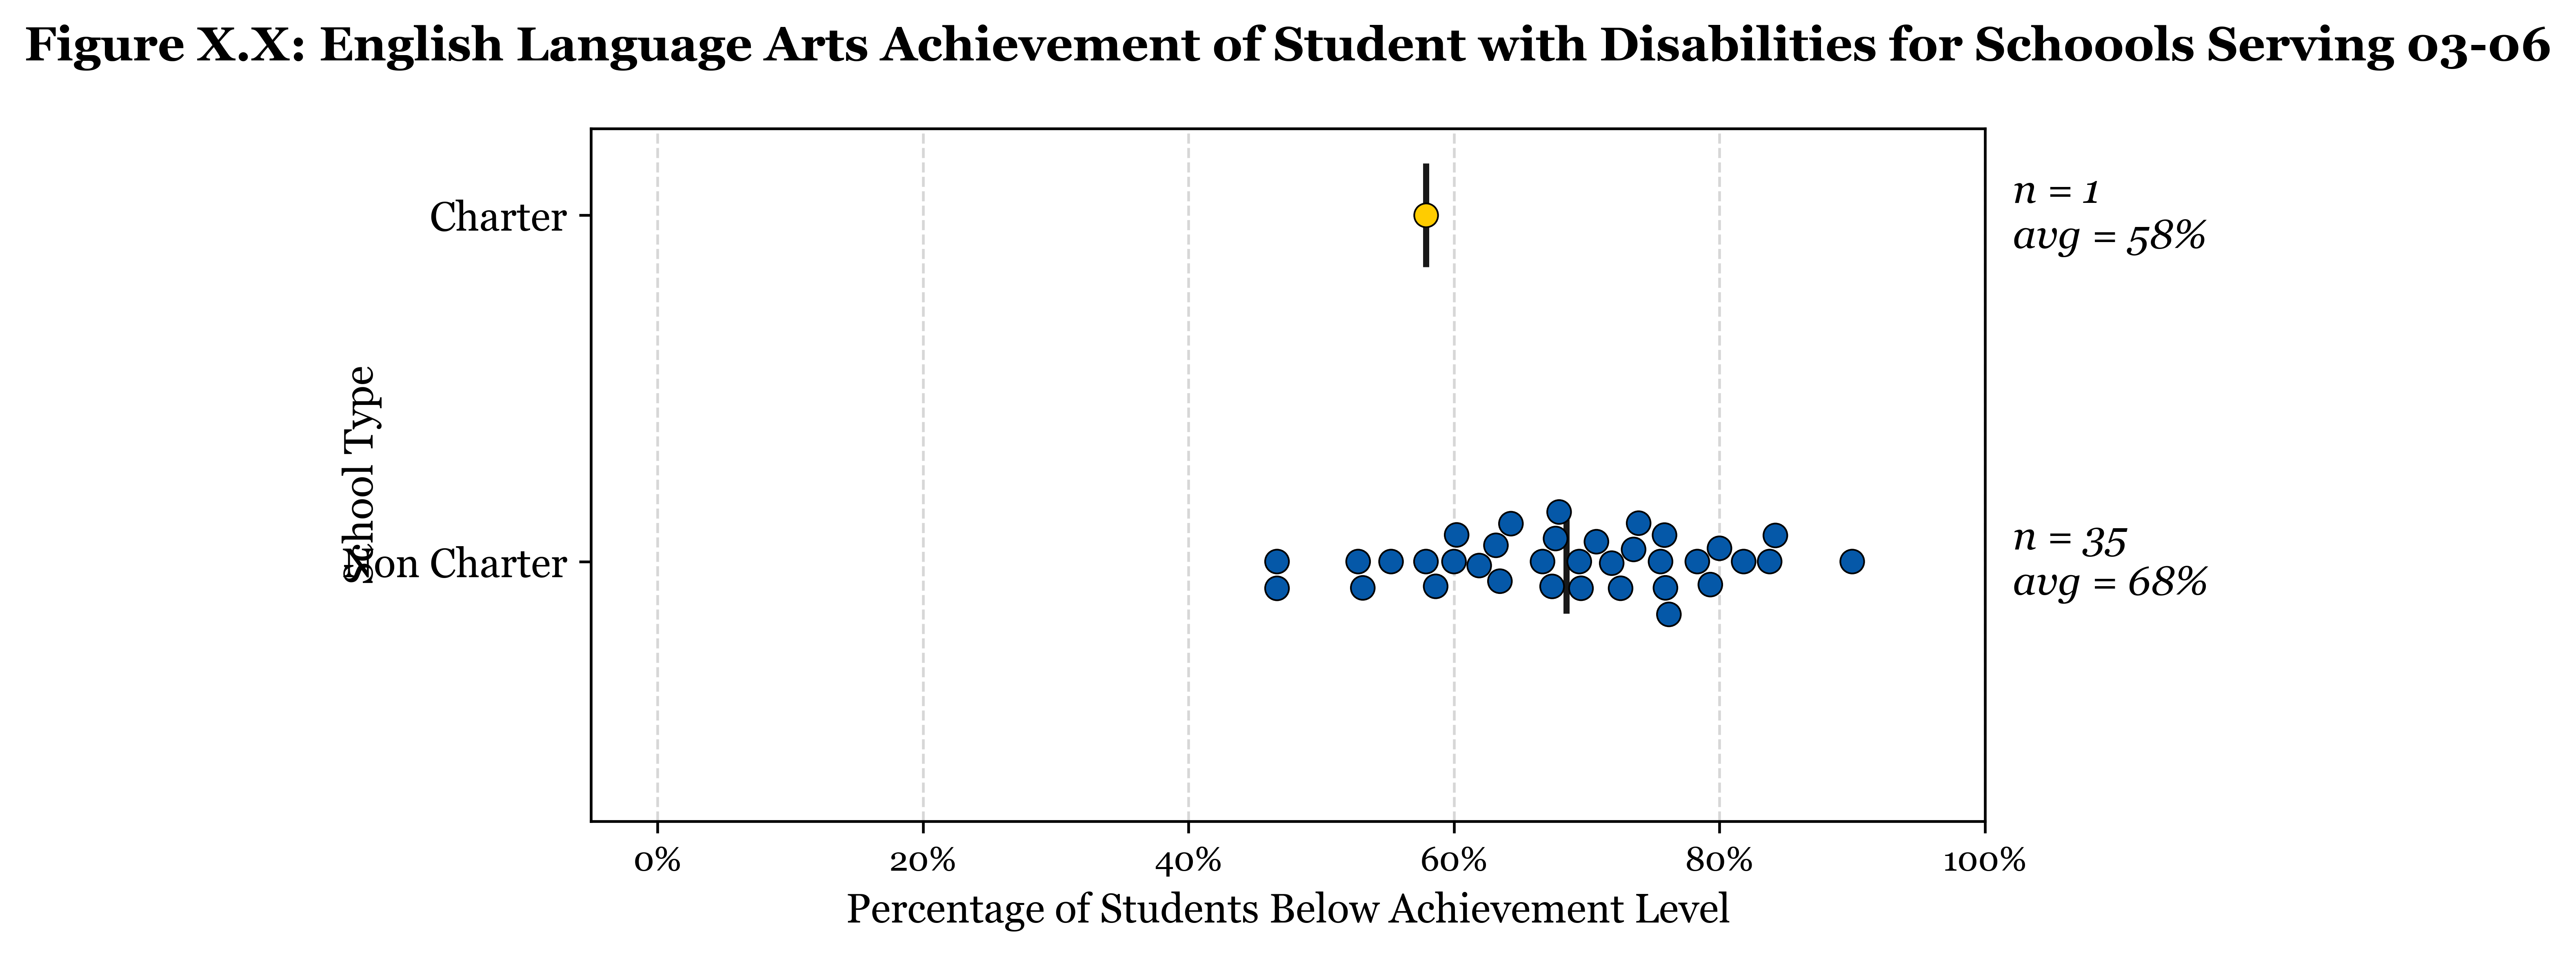 Figure X.X: English Language Arts Achievement of Student with Disabilities for Schoools Serving 03-06
Charter
n = 1
avg = 58%
School Type
Non Charter
n = 35
avg = 68%
0% 20% 40% 60% 80% 100%
Percentage of Students Below Achievement Level